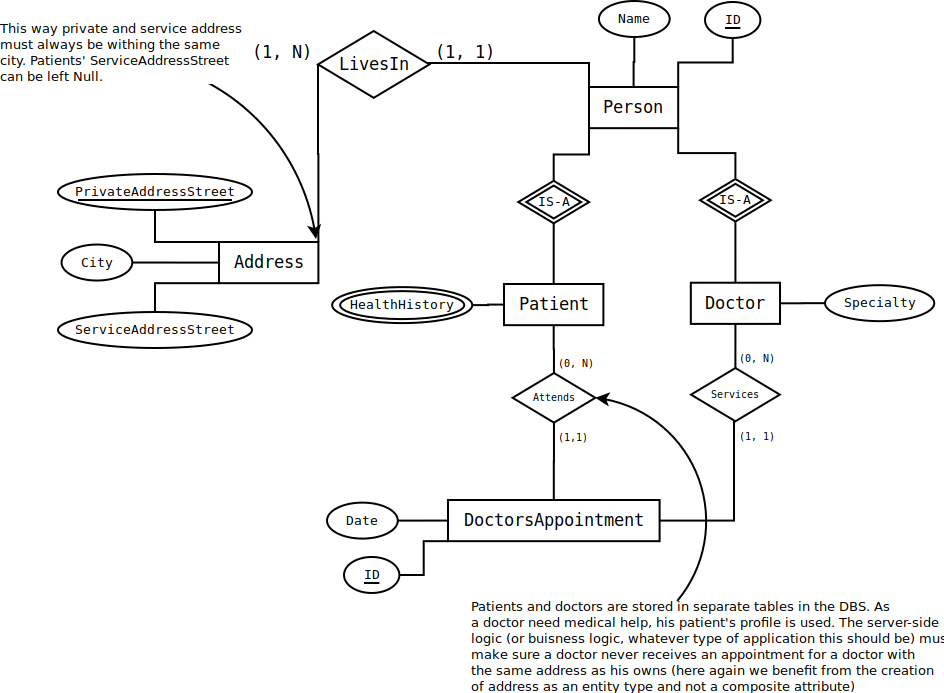 This way private and service address
must always be withing the same
city. Patients' ServiceAddressStreet
can be left Null.
(1, N)
LivesIn
(1, 1)
Name
ID
Person
PrivateAddressStreet
City
Address
ServiceAddressStreet
IS-A
IS-A
HealthHistory
Patient
Doctor
Specialty
(0, N)
(0, N)
Attends
Services
(1,1)
(1, 1)
Date
DoctorsAppointment
ID
Patients and doctors are stored in separate tables in the DBS. As
a doctor need medical help, his patient's profile is used. The server-side
logic (or buisness logic, whatever type of application this should be)
make sure a doctor never receives an appointment for a doctor with
the same address as his owns (here again we benefit from the creation
of address as an entity type and not a composite attribute)